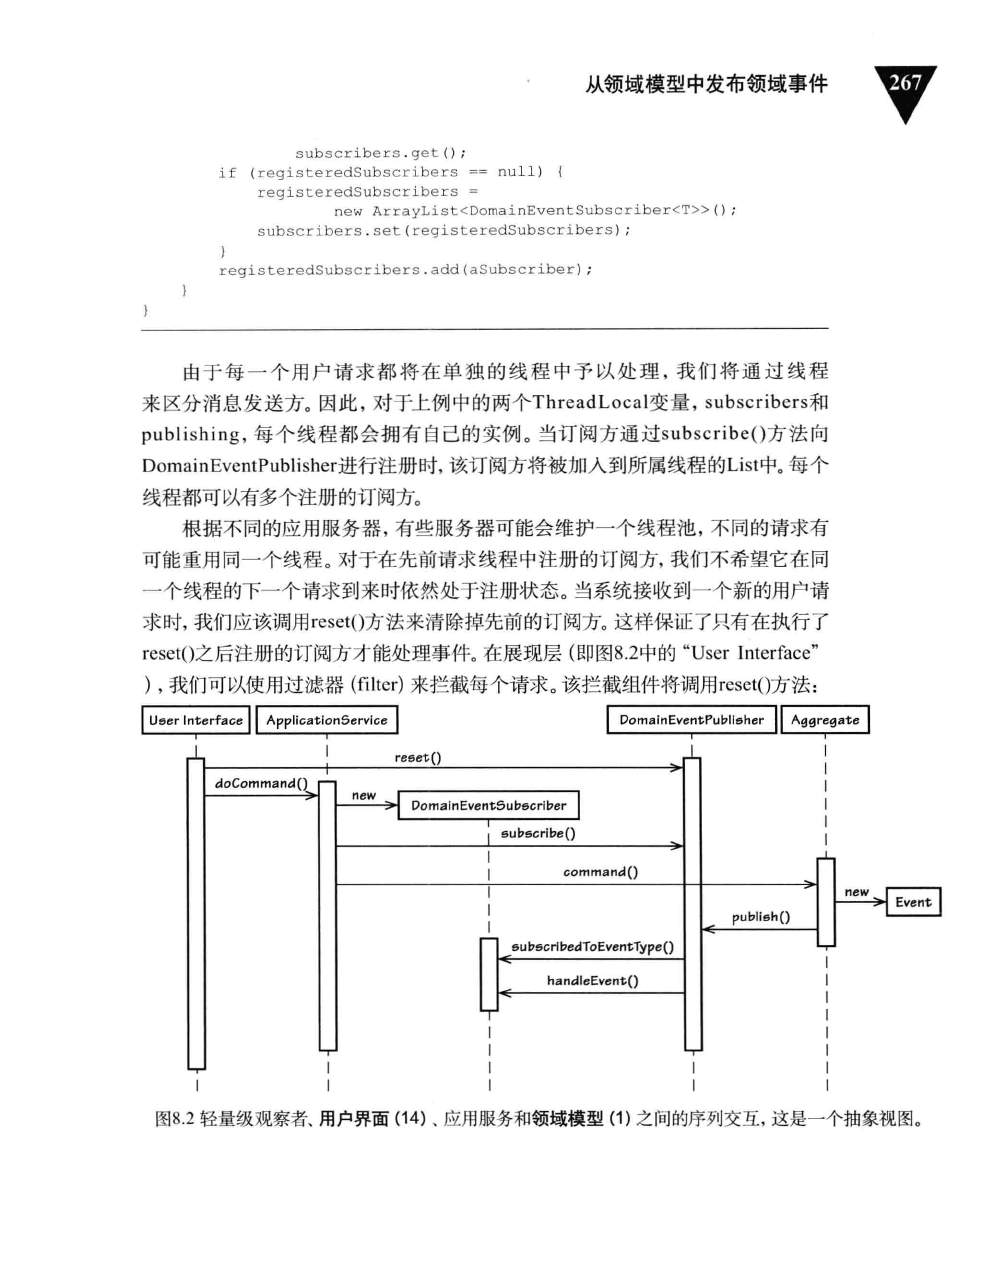 从领域模型中发布领域事件 267
subscribers.get();
if (registeredSubscribers == null) {
registeredSubscribers =
new ArrayList<DomainEventSubscriber<T>>();
subscribers.set(registeredSubscribers);
}
registeredSubscribers.add(aSubscriber);
}
}
由于每一个用户请求都将在单独的线程中予以处理，我们将通过线程
来区分消息发送方。因此，对于上例中的两个ThreadLocal变量，subscribers和
publishing，每个线程都会拥有自己的实例。当订阅方通过subscribe()方法向
DomainEventPublisher进行注册时，该订阅方将被加入到所属线程的List中。每个
线程都可以有多个注册的订阅方。
根据不同的应用服务器，有些服务器可能会维护一个线程池，不同的请求有
可能重用同一个线程。对于在先前请求线程中注册的订阅方，我们不希望它在同
一个线程的下一个请求到来时依然处于注册状态。当系统接收到一个新的用户请
求时，我们应该调用reset()方法来清除掉先前的订阅方。这样保证了只有在执行了
reset()之后注册的订阅方才能处理事件。在展现层（即图8.2中的“User Interface”
），我们可以使用过滤器（filter）来拦截每个请求。该拦截组件将调用reset()方法：
User Interface ApplicationService DomainEventPublisher Aggregate
reset()
doCommand()
new
DomainEventSubscriber
subscribe()
command()
new
Event
publish()
subscribedToEventType()
handleEvent()
图8.2 轻量级观察者、用户界面（14）、应用服务和领域模型（1）之间的序列交互，这是一个抽象视图。